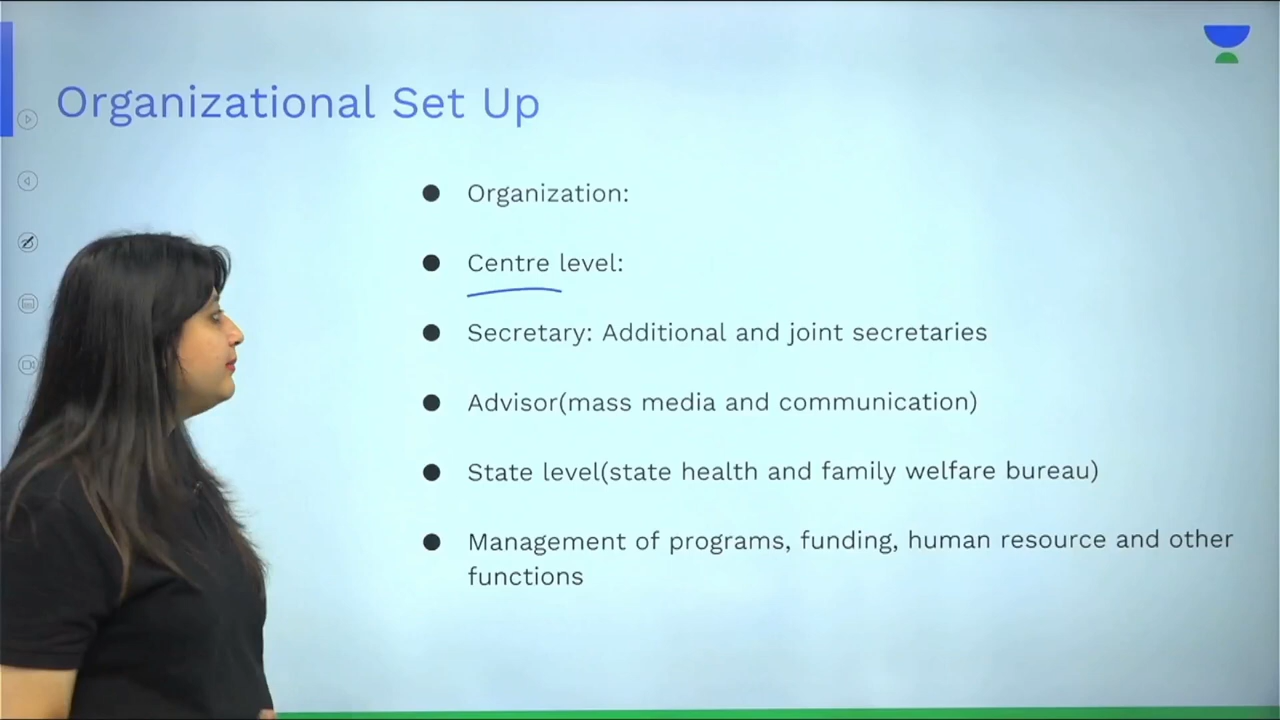 Organizational Set Up
● Organization:
● Centre level:
● Secretary: Additional and joint secretaries
● Advisor(mass media and communication)
● State level(state health and family welfare bureau)
● Management of programs, funding, human resource and other
functions